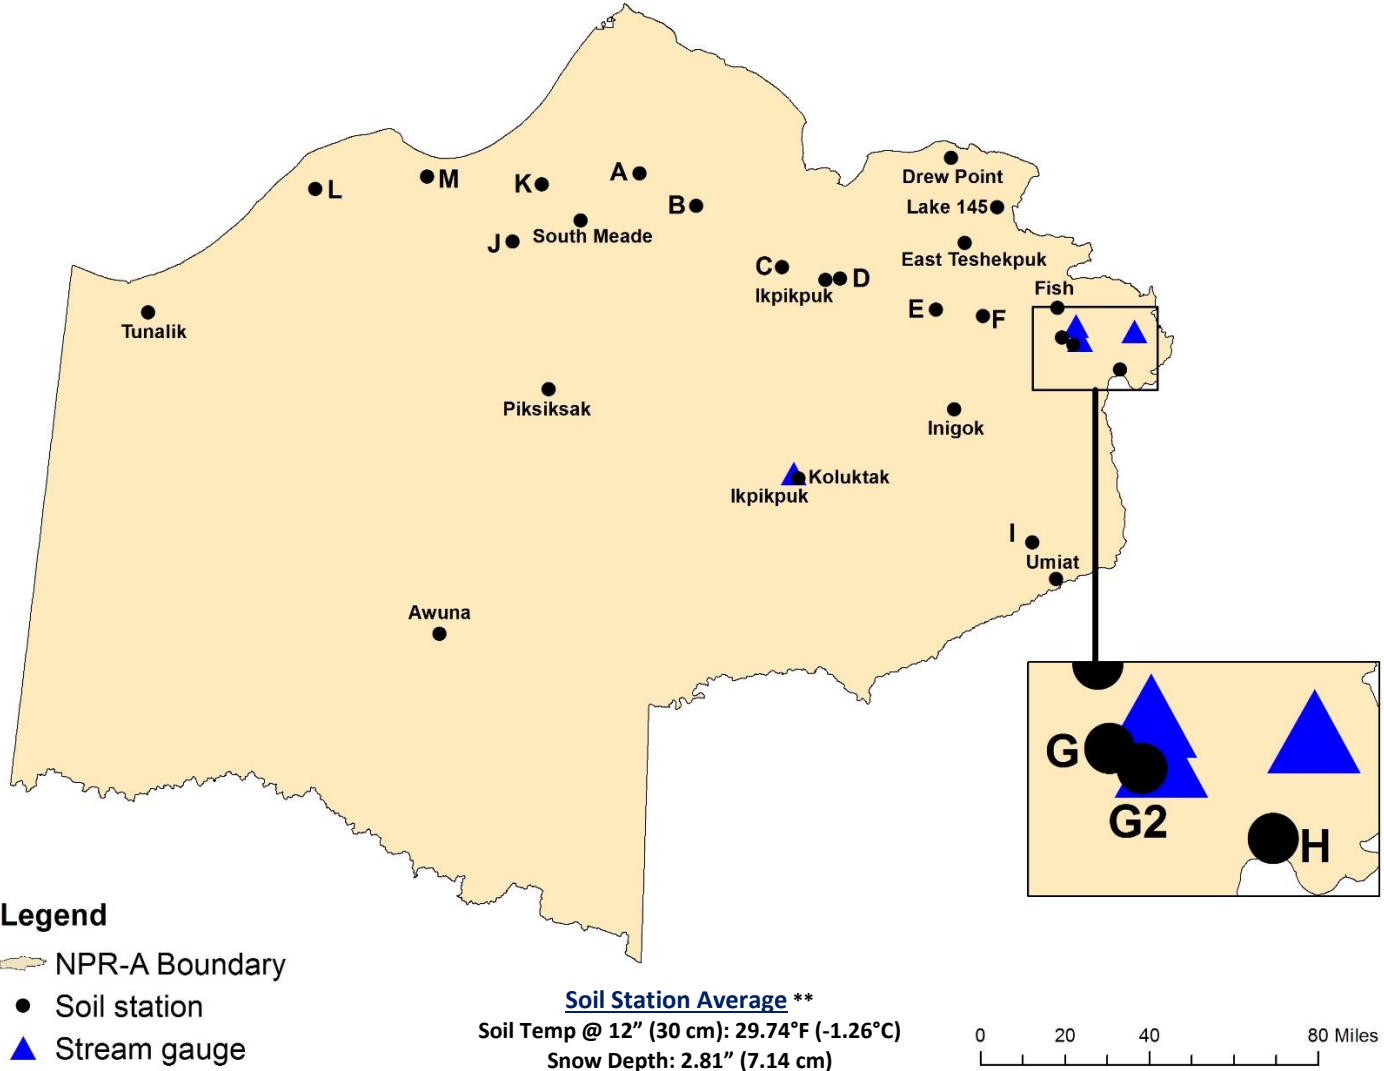 Drew Point
A
M
K
L
B
Lake 145
South Meade
J
East Teshekpuk
C
D
Ikpikpuk
Fish
E
F
Tunalik
Piksiksak
Inigok
Koluktak
Ikpikpuk
I
Umiat
Awuna
G
G2
H
Legend
NPR-A Boundary
Soil station
Stream gauge
Soil Station Average **
Soil Temp @ 12” (30 cm): 29.74°F (-1.26°C)
Snow Depth: 2.81” (7.14 cm)
0 20 40 80 Miles